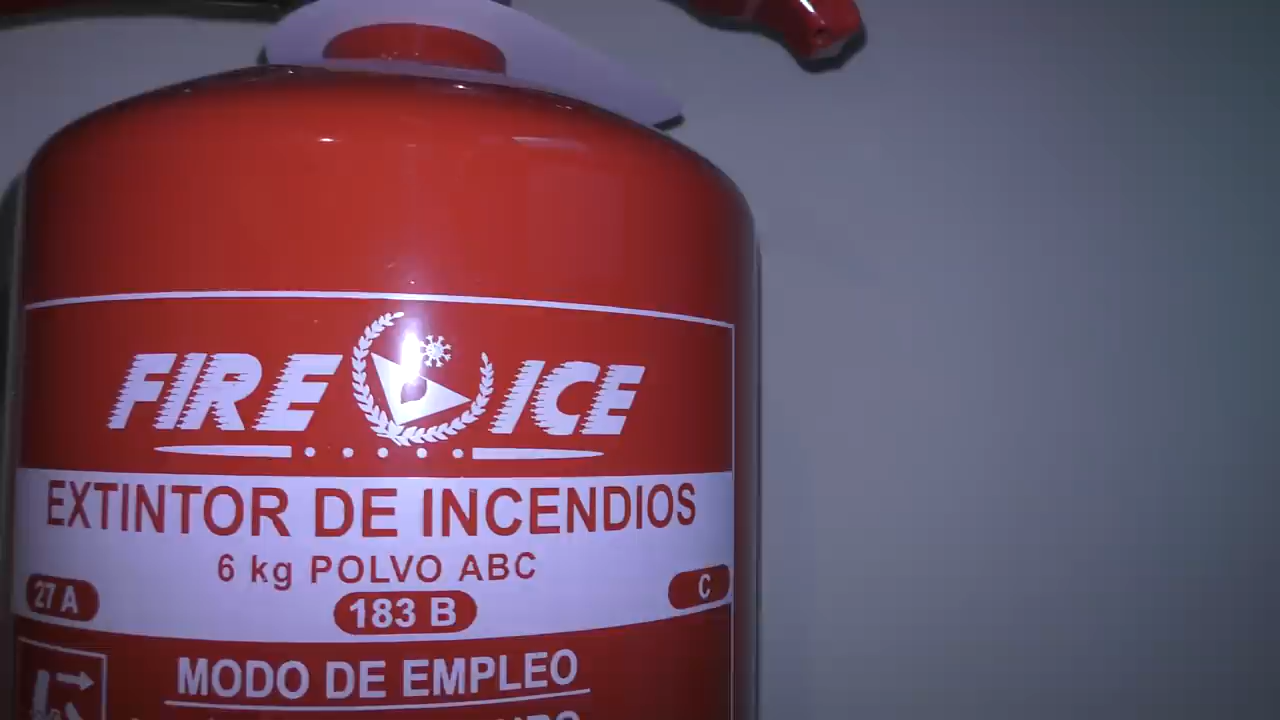 FIRE ICE
EXTINTOR DE INCENDIOS
6 kg POLVO ABC
27 A
183 B
C
MODO DE EMPLEO